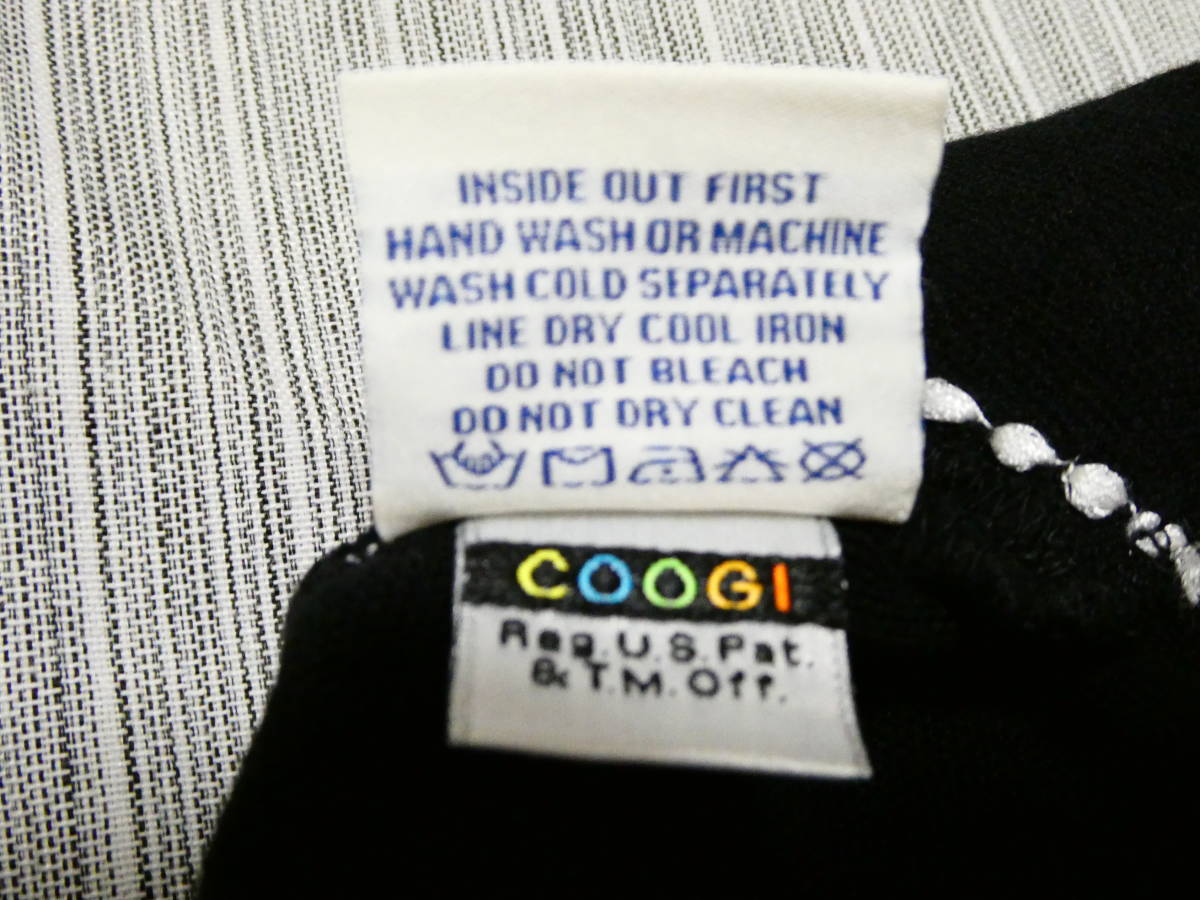 INSIDE OUT FIRST
HAND WASH OR MACHINE
WASH COLD SEPARATELY
LINE DRY COOL IRON
DO NOT BLEACH
DO NOT DRY CLEAN
COOGI
Reg.U.S.Pat.
& T.M.Off.